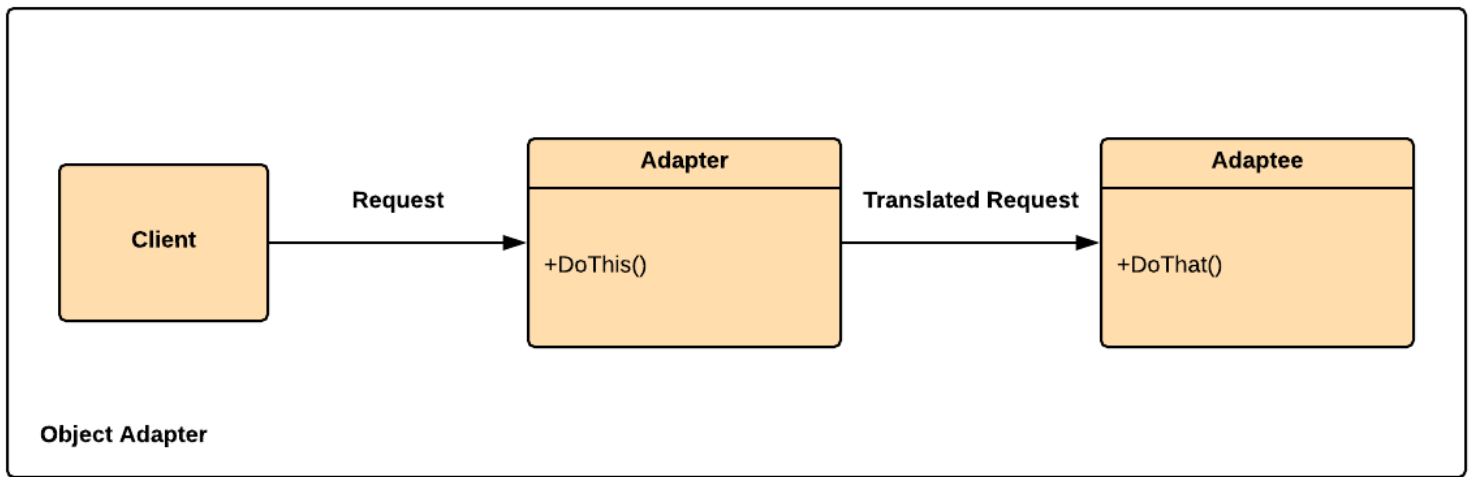 Client
Request
Adapter
+DoThis()
Translated Request
Adaptee
+DoThat()
Object Adapter